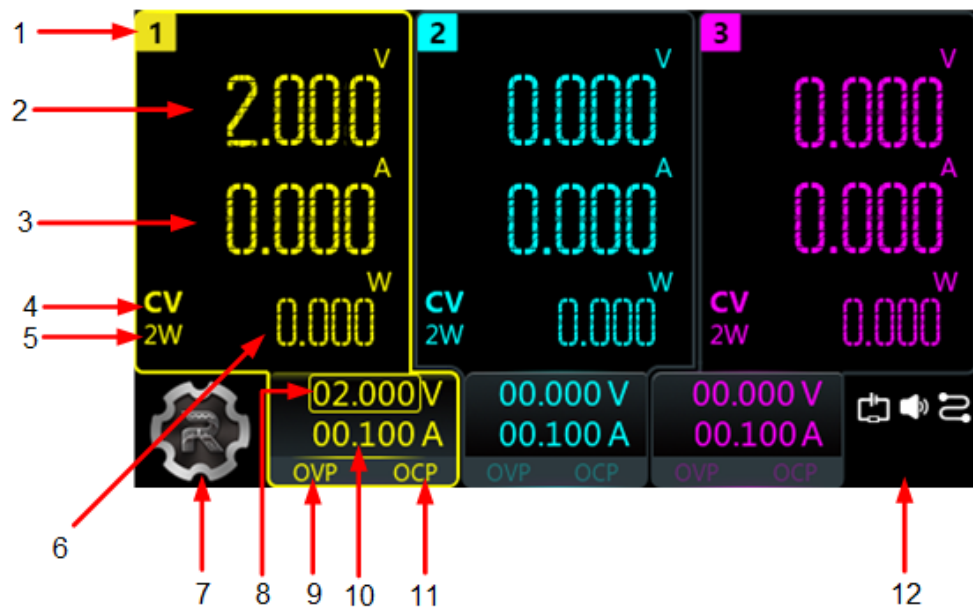 1 1 2 3
V V V
2 2.000 0.000 0.000
A A A
3 0.000 0.000 0.000
W W W
4 CV CV CV
5 2W 0.000 2W 0.000 2W 0.000
8 02.000 V 00.000 V 00.000 V
00.100 A 00.100 A 00.100 A
R
OVP OCP OVP OCP OVP OCP
6 7 8 9 10 11 12